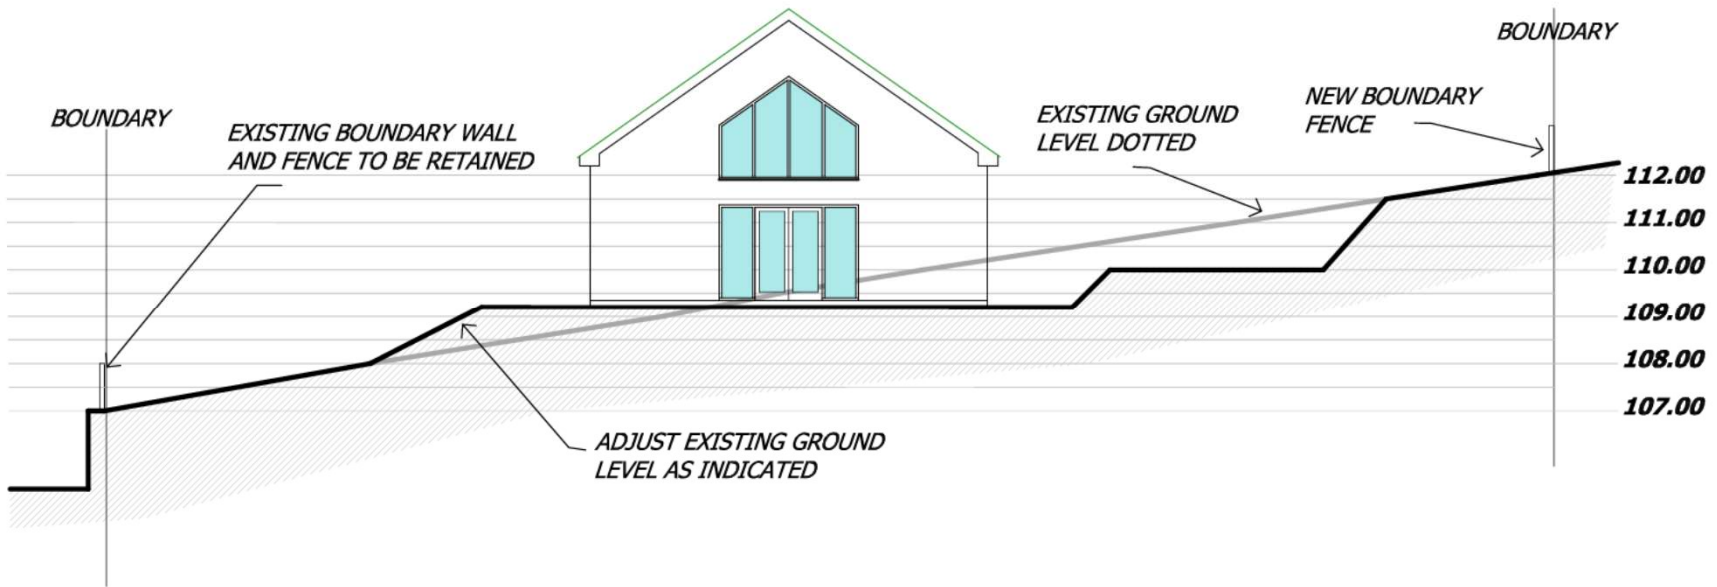 BOUNDARY
BOUNDARY
EXISTING BOUNDARY WALL
AND FENCE TO BE RETAINED
EXISTING GROUND
LEVEL DOTTED
NEW BOUNDARY
FENCE
112.00
111.00
110.00
109.00
108.00
107.00
ADJUST EXISTING GROUND
LEVEL AS INDICATED